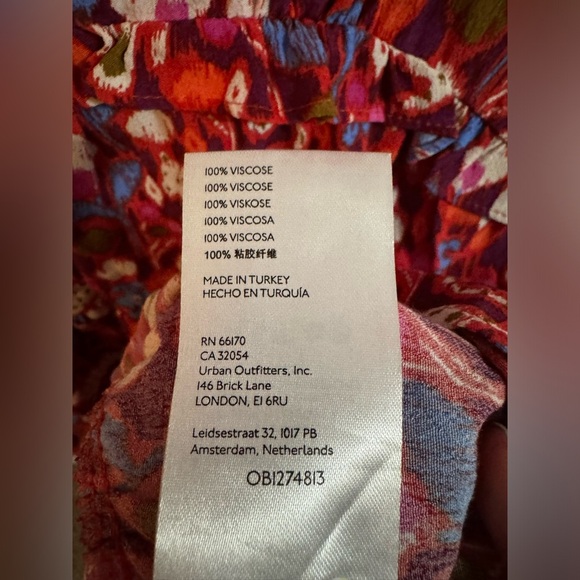 100% VISCOSE
100% VISCOSE
100% VISKOSE
100% VISCOSA
100% VISCOSA
100% 粘胶纤维
MADE IN TURKEY
HECHO EN TURQUÍA
RN 66170
CA 32054
Urban Outfitters, Inc.
146 Brick Lane
LONDON, E1 6RU
Leidsestraat 32, 1017 PB
Amsterdam, Netherlands
OB1274813